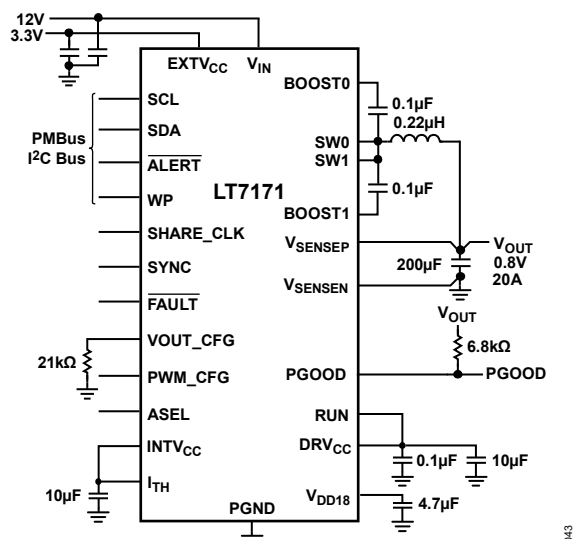 12V
3.3V
EXTVCC
VIN
BOOST0
0.1µF
0.22µH
SCL
SDA
PMBus
I2C Bus
ALERT
WP
SW0
SW1
LT7171
0.1µF
BOOST1
SHARE_CLK
VSENSEP
VOUT
0.8V
20A
SYNC
200µF
VSENSEN
FAULT
VOUT
VOUT_CFG
6.8kΩ
21kΩ
PWM_CFG
PGOOD
PGOOD
ASEL
RUN
INTVCC
DRVCC
0.1µF
10µF
ITH
10µF
VDD18
4.7µF
PGND
043